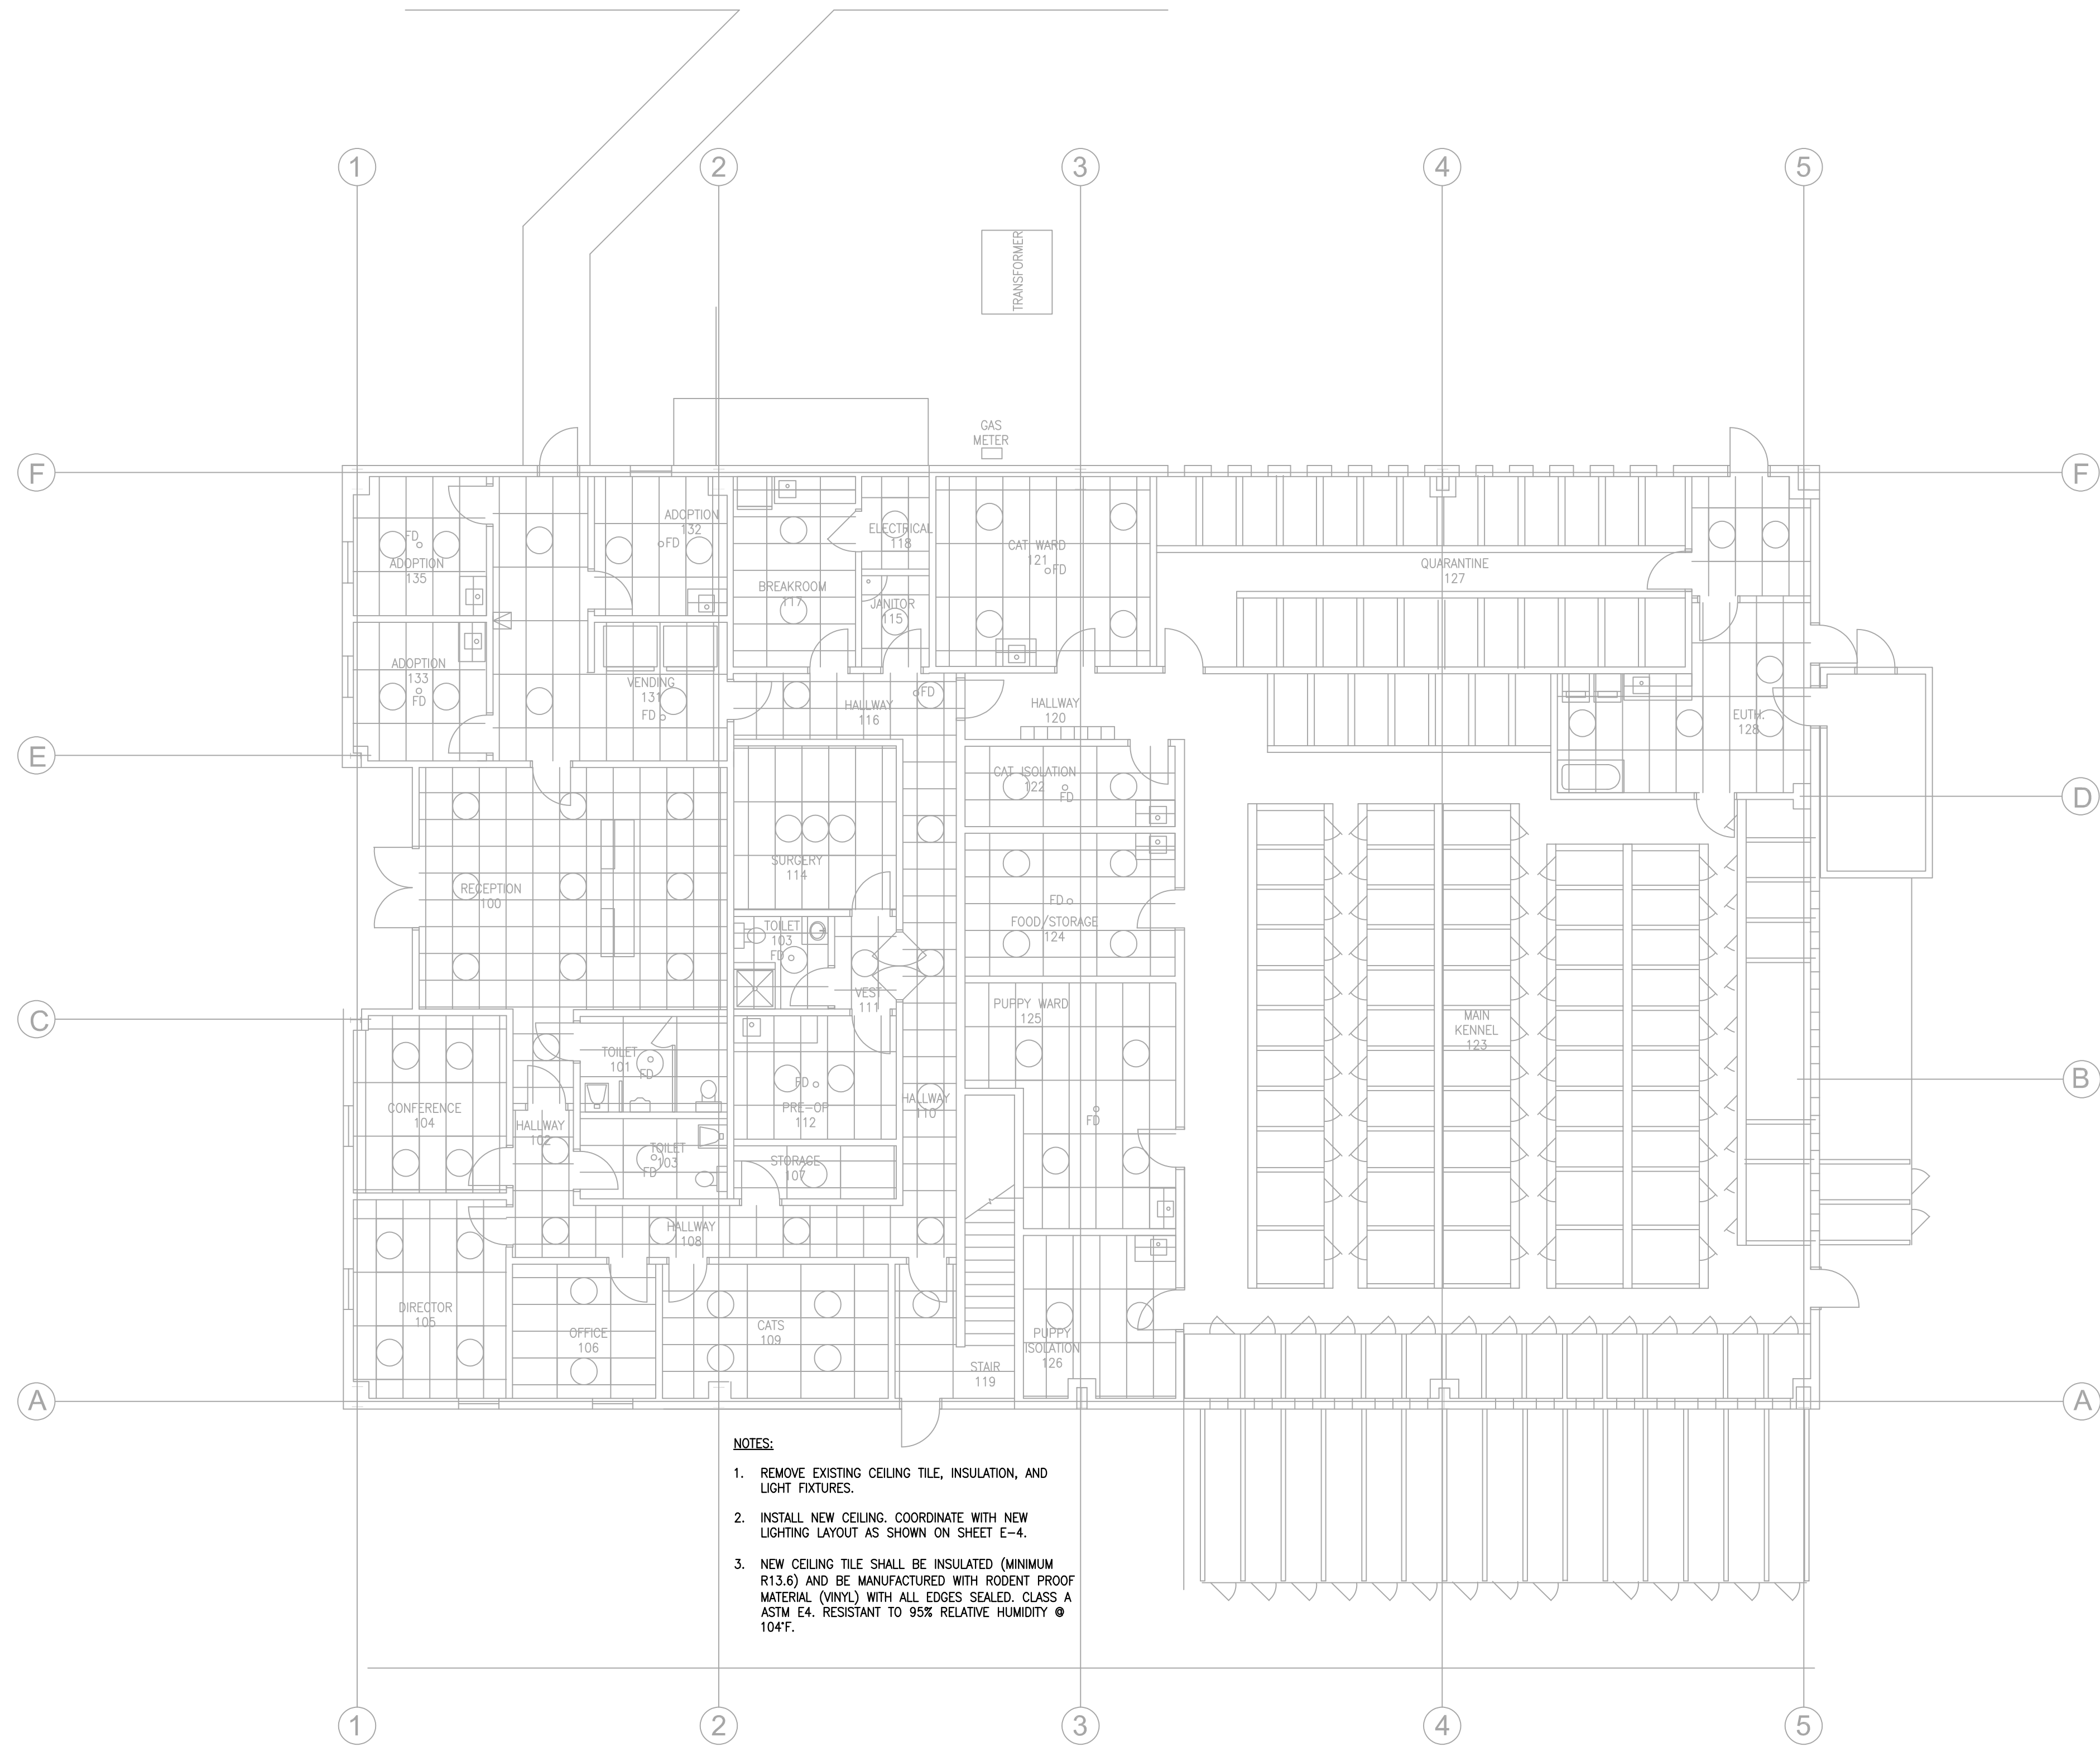 TRANSFORMER
1
2
3
4
5
GAS
METER
F
F
ADOPTION
132
FD
ELECTRICAL
118
FD
ADOPTION
135
CAT WARD
121
FD
QUARANTINE
127
BREAKROOM
117
JANITOR
115
ADOPTION
133
FD
VENDING
131
FD
FD
HALLWAY
116
HALLWAY
120
EUTH.
128
E
CAT ISOLATION
122
FD
D
SURGERY
114
RECEPTION
100
FD
FOOD/STORAGE
124
TOILET
103
FD
VEST
111
PUPPY WARD
125
C
MAIN
KENNEL
123
TOILET
101
FD
FD
B
CONFERENCE
104
PRE-OP
112
HALLWAY
110
FD
HALLWAY
102
TOILET
103
FD
STORAGE
107
HALLWAY
108
DIRECTOR
105
OFFICE
106
CATS
109
PUPPY
ISOLATION
126
STAIR
119
A
A
NOTES:
1. REMOVE EXISTING CEILING TILE, INSULATION, AND
LIGHT FIXTURES.
2. INSTALL NEW CEILING. COORDINATE WITH NEW
LIGHTING LAYOUT AS SHOWN ON SHEET E-4.
3. NEW CEILING TILE SHALL BE INSULATED (MINIMUM
R13.6) AND BE MANUFACTURED WITH RODENT PROOF
MATERIAL (VINYL) WITH ALL EDGES SEALED. CLASS A
ASTM E4. RESISTANT TO 95% RELATIVE HUMIDITY @
104°F.
1
2
3
4
5